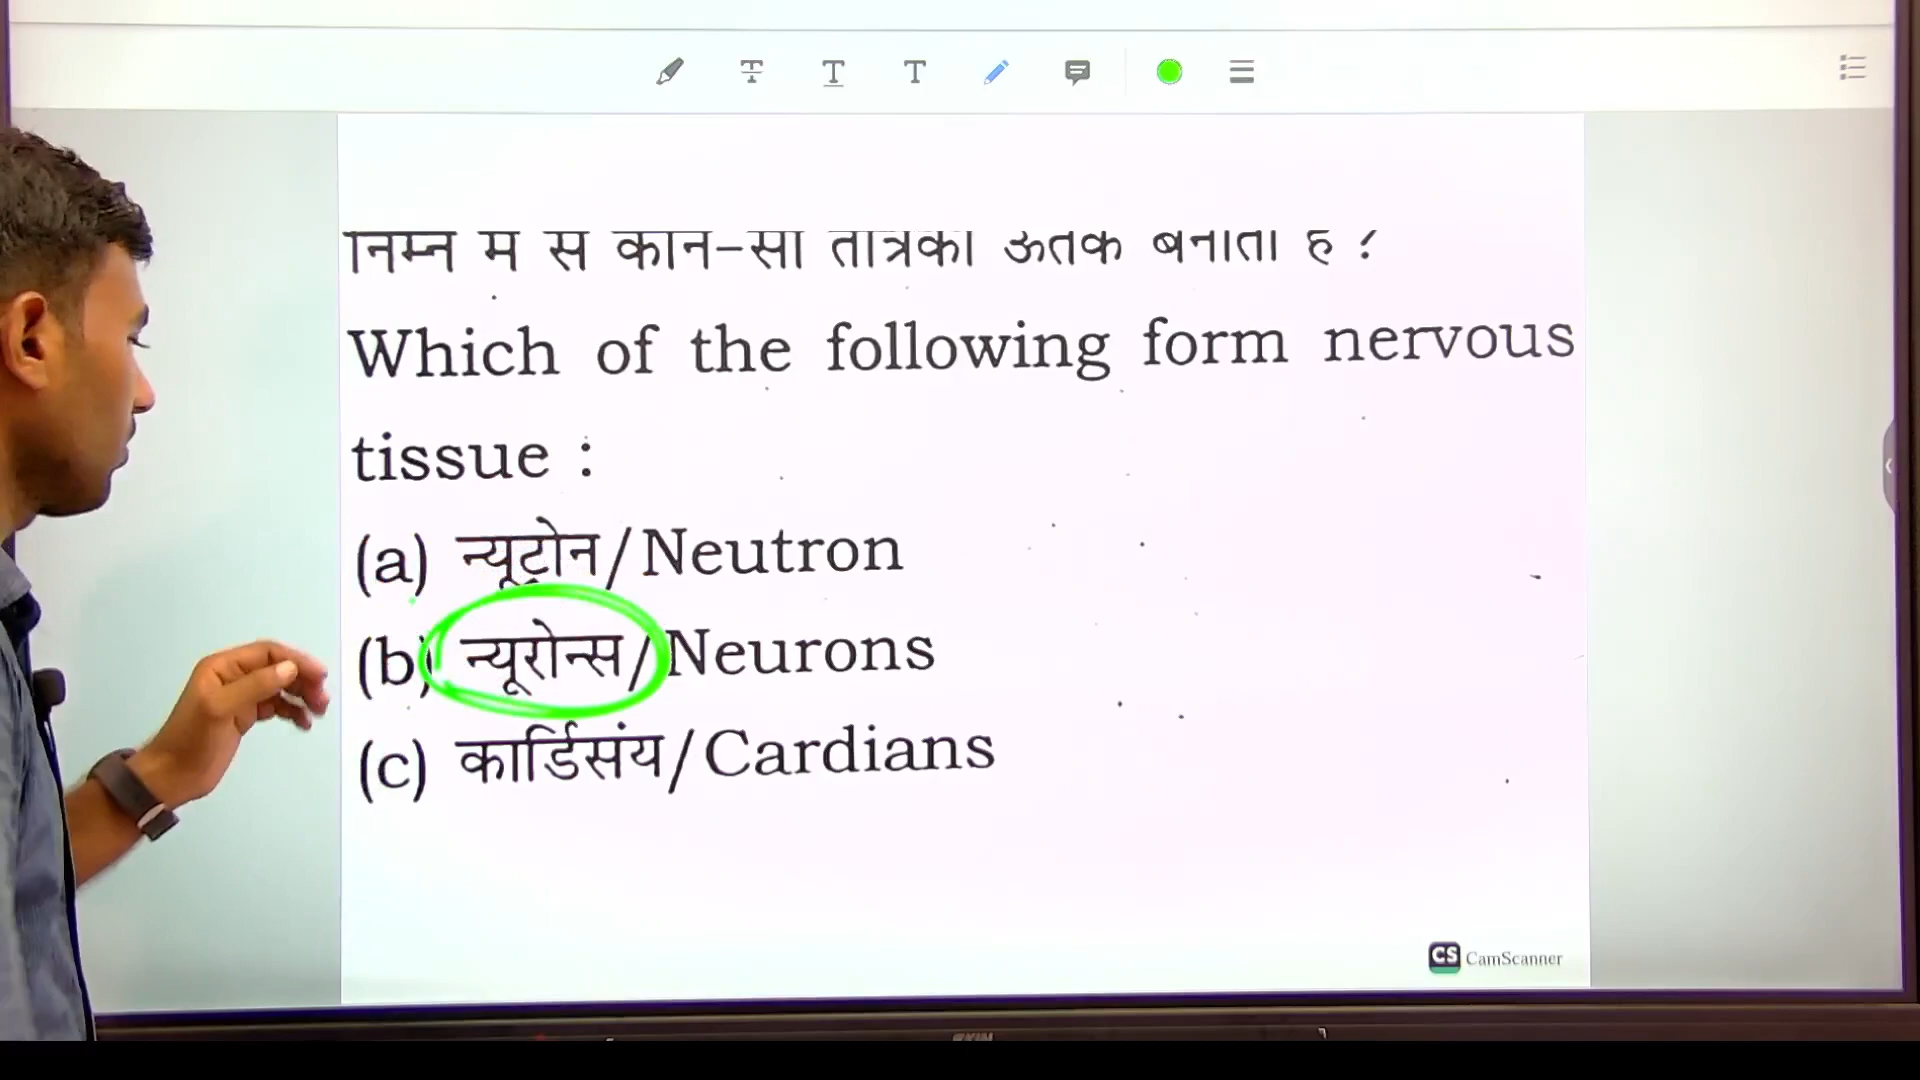 निम्न में से कौन-सी तंत्रिका ऊतक बनाता है ?
Which of the following form nervous
tissue :
(a) न्यूट्रोन/Neutron
(b) न्यूरोन्स/Neurons
(c) कार्डिसंय/Cardians
CS CamScanner